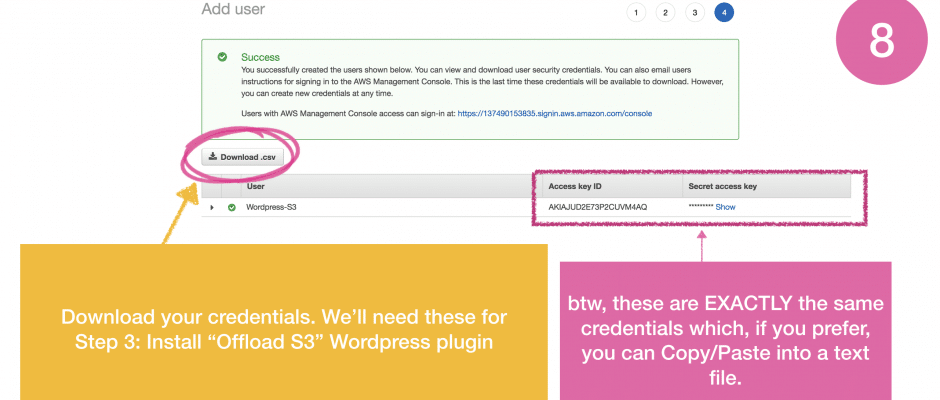 Add user
1 2 3 4
8
Success
You successfully created the users shown below. You can view and download user security credentials. You can also email users
instructions for signing in to the AWS Management Console. This is the last time these credentials will be available to download. However,
you can create new credentials at any time.
Users with AWS Management Console access can sign-in at: https://137490153835.signin.aws.amazon.com/console
Download .csv
User Access key ID Secret access key
Wordpress-S3 AKIAJUD2E73P2CUVM4AQ ********* Show
Download your credentials. We’ll need these for
Step 3: Install “Offload S3” Wordpress plugin
btw, these are EXACTLY the same
credentials which, if you prefer,
you can Copy/Paste into a text
file.